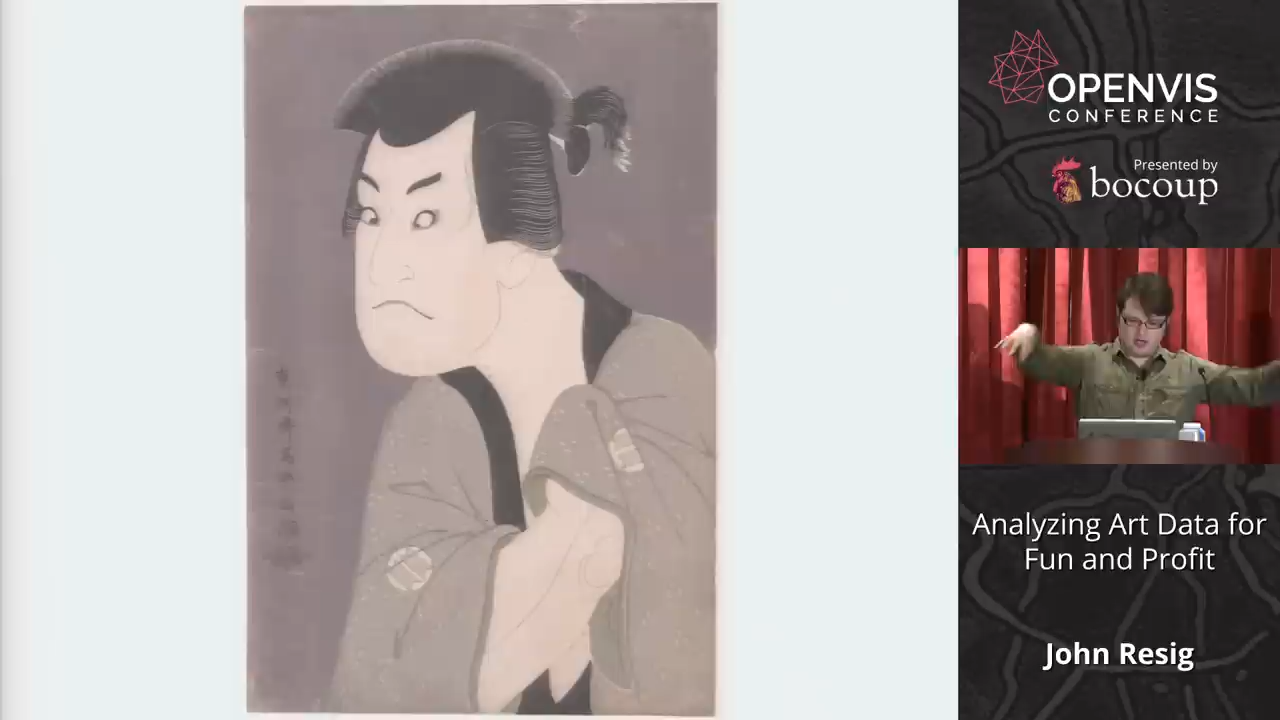 OPENVIS
CONFERENCE
Presented by
bocoup
Analyzing Art Data for
Fun and Profit
John Resig